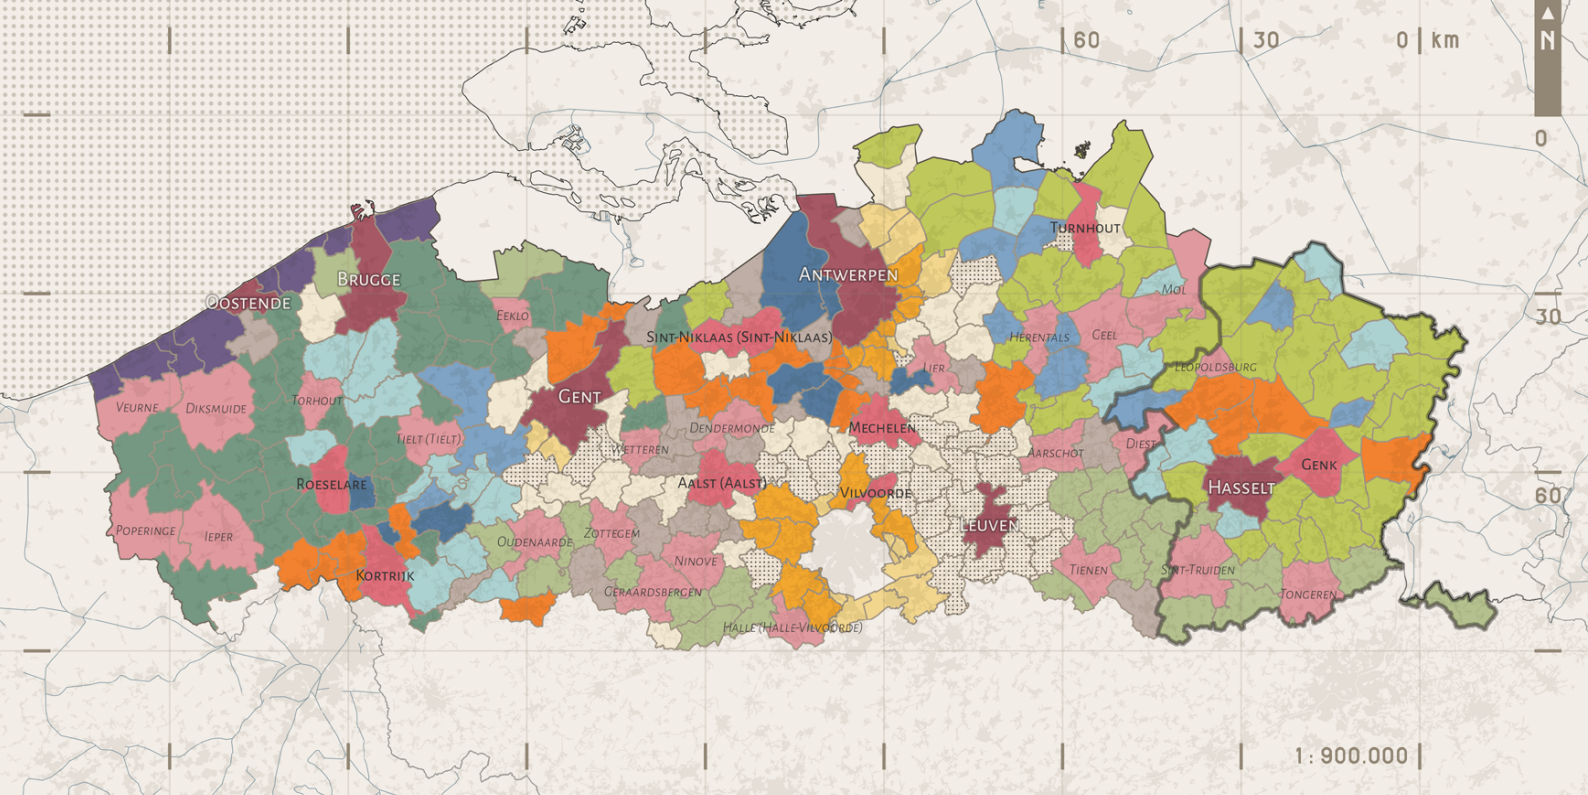 60
30
0 km
N
0
30
60
1:900.000
BRUGGE
OOSTENDE
EEKLO
ANTWERPEN
TURNHOUT
MOL
SINT-NIKLAAS (SINT-NIKLAAS)
HERENTALS
GEEL
LIER
LEOPOLDSBURG
VEURNE
DIKSMUIDE
TORHOUT
GENT
TIELT (TIELT)
WETTEREN
DENDERMONDE
MECHELEN
AARSCHOT
DIEST
ROESELARE
AALST (AALST)
VILVOORDE
GENK
HASSELT
POPERINGE
IEPER
OUDENAARDE
ZOTTEGEM
LEUVEN
NINOVE
KORTRIJK
GERAARDSBERGEN
TIENEN
SINT-TRUIDEN
TONGEREN
HALLE (HALLE-VILVOORDE)